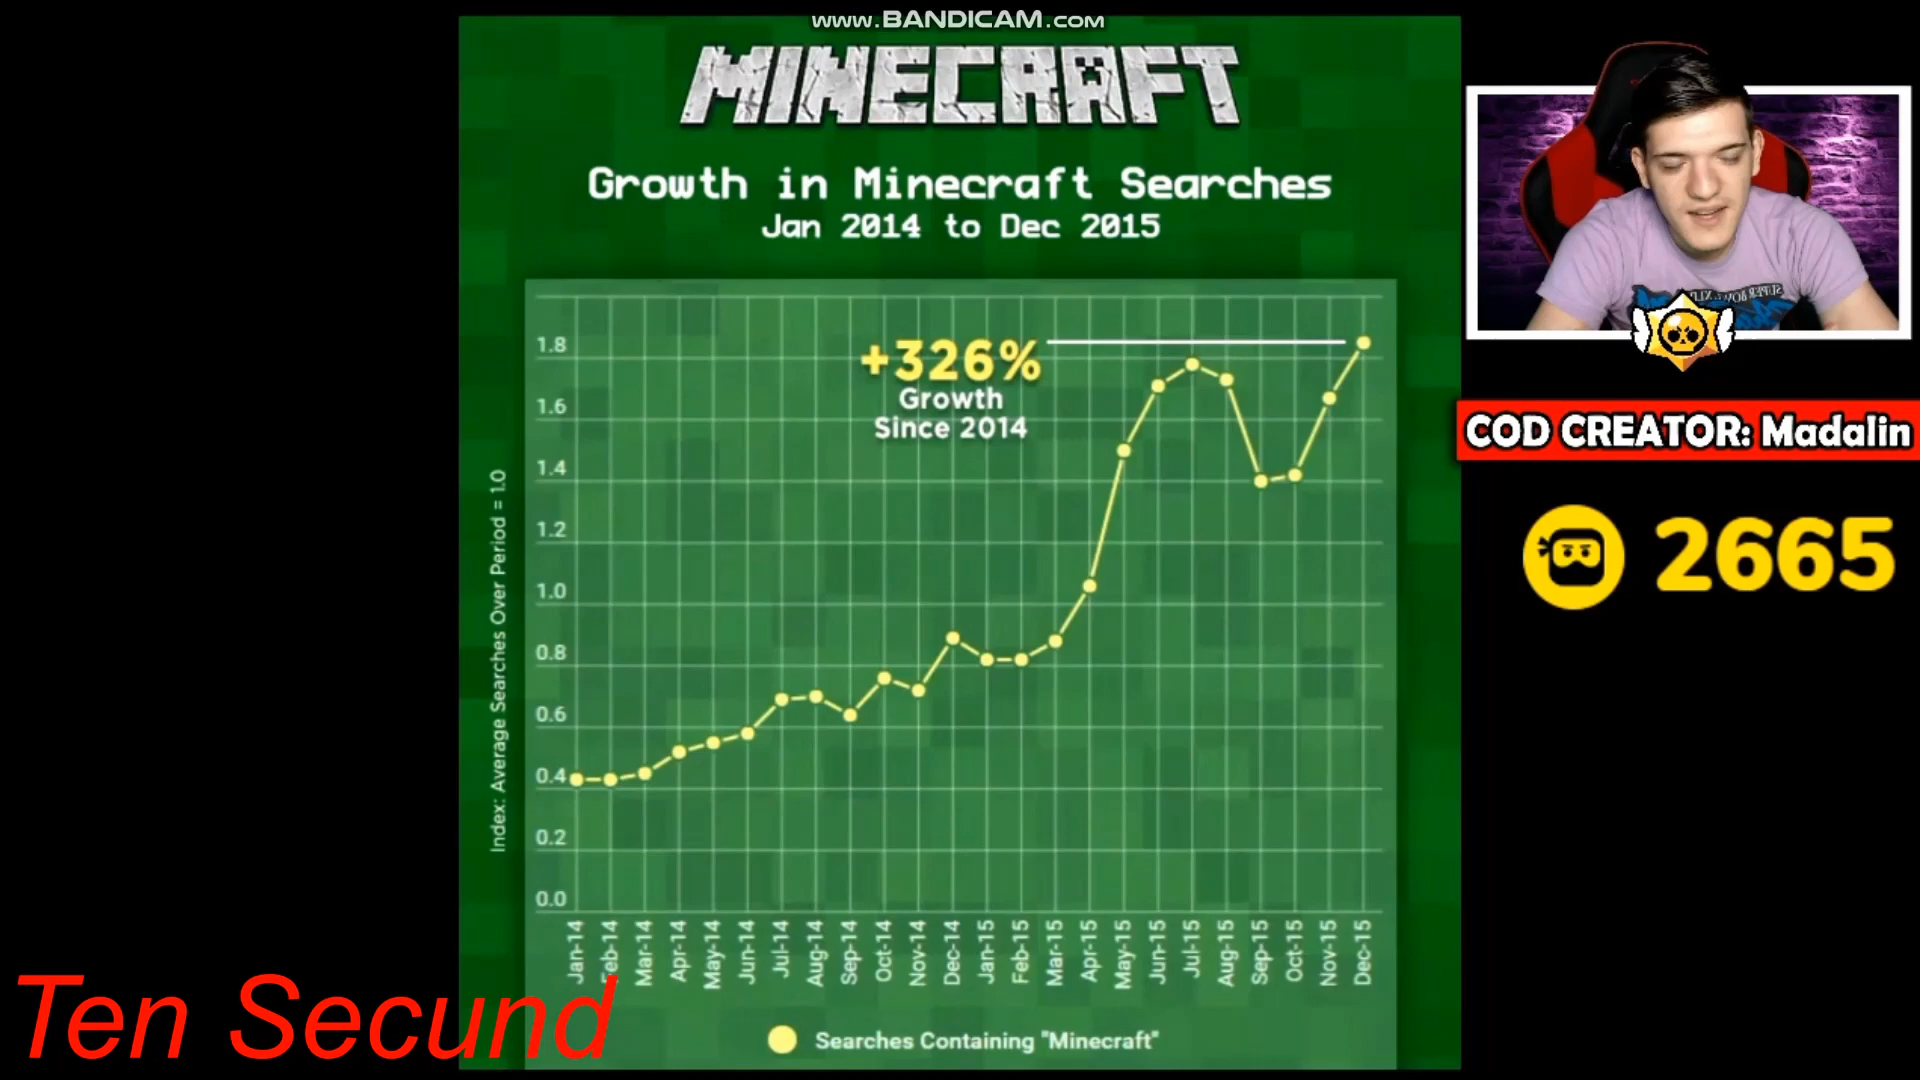 www.BANDICAM.com
MINECRAFT
Growth in Minecraft Searches
Jan 2014 to Dec 2015
+326%
Growth
Since 2014
Index: Average Searches Over Period = 1.0
1.8
1.6
1.4
1.2
1.0
0.8
0.6
0.4
0.2
0.0
Jan-14
Feb-14
Mar-14
Apr-14
May-14
Jun-14
Jul-14
Aug-14
Sep-14
Oct-14
Nov-14
Dec-14
Jan-15
Feb-15
Mar-15
Apr-15
May-15
Jun-15
Jul-15
Aug-15
Sep-15
Oct-15
Nov-15
Dec-15
Searches Containing "Minecraft"
COD CREATOR: Madalin
2665
Ten Secund